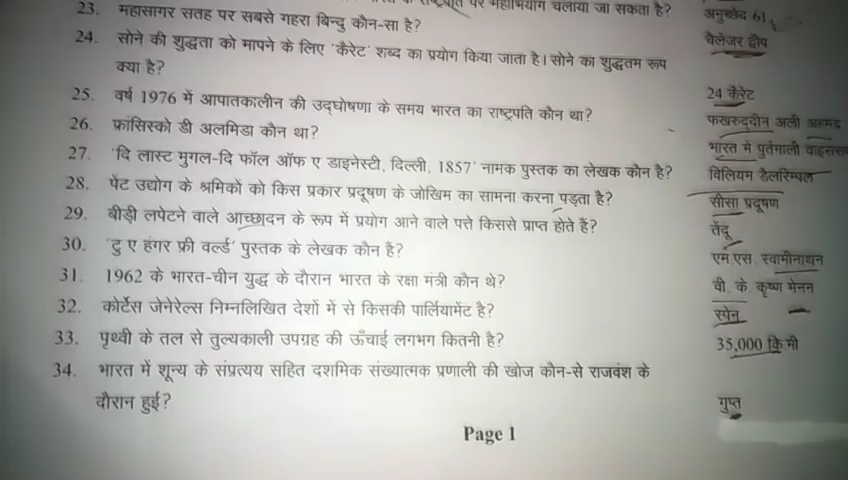 पर महाभियोग चलाया जा सकता है? अनुच्छेद 61
23. महासागर सतह पर सबसे गहरा बिन्दु कौन-सा है? चैलेंजर द्वीप
24. सोने की शुद्धता को मापने के लिए 'कैरेट' शब्द का प्रयोग किया जाता है। सोने का शुद्धतम रूप
क्या है? 24 कैरेट
25. वर्ष 1976 में आपातकालीन की उद्घोषणा के समय भारत का राष्ट्रपति कौन था? फखरुद्दीन अली अहमद
26. फ्रांसिस्को डी अलमिडा कौन था? भारत में पुर्तगाली वाइसराय
27. 'दि लास्ट मुगल-दि फॉल ऑफ ए डाइनेस्टी, दिल्ली, 1857' नामक पुस्तक का लेखक कौन है? विलियम डैलरिम्पल
28. पेंट उद्योग के श्रमिकों को किस प्रकार प्रदूषण के जोखिम का सामना करना पड़ता है? सीसा प्रदूषण
29. बीड़ी लपेटने वाले आच्छादन के रूप में प्रयोग आने वाले पत्ते किससे प्राप्त होते हैं? तेंदू
30. 'टु ए हंगर फ्री वर्ल्ड' पुस्तक के लेखक कौन है? एम.एस. स्वामीनाथन
31. 1962 के भारत-चीन युद्ध के दौरान भारत के रक्षा मंत्री कौन थे? वी. के. कृष्ण मेनन
32. कोर्टेस जेनेरेल्स निम्नलिखित देशों में से किसकी पार्लियामेंट है? स्पेन
33. पृथ्वी के तल से तुल्यकाली उपग्रह की ऊँचाई लगभग कितनी है? 35,000 कि मी
34. भारत में शून्य के संप्रत्यय सहित दशमिक संख्यात्मक प्रणाली की खोज कौन-से राजवंश के
दौरान हुई? गुप्त
Page 1